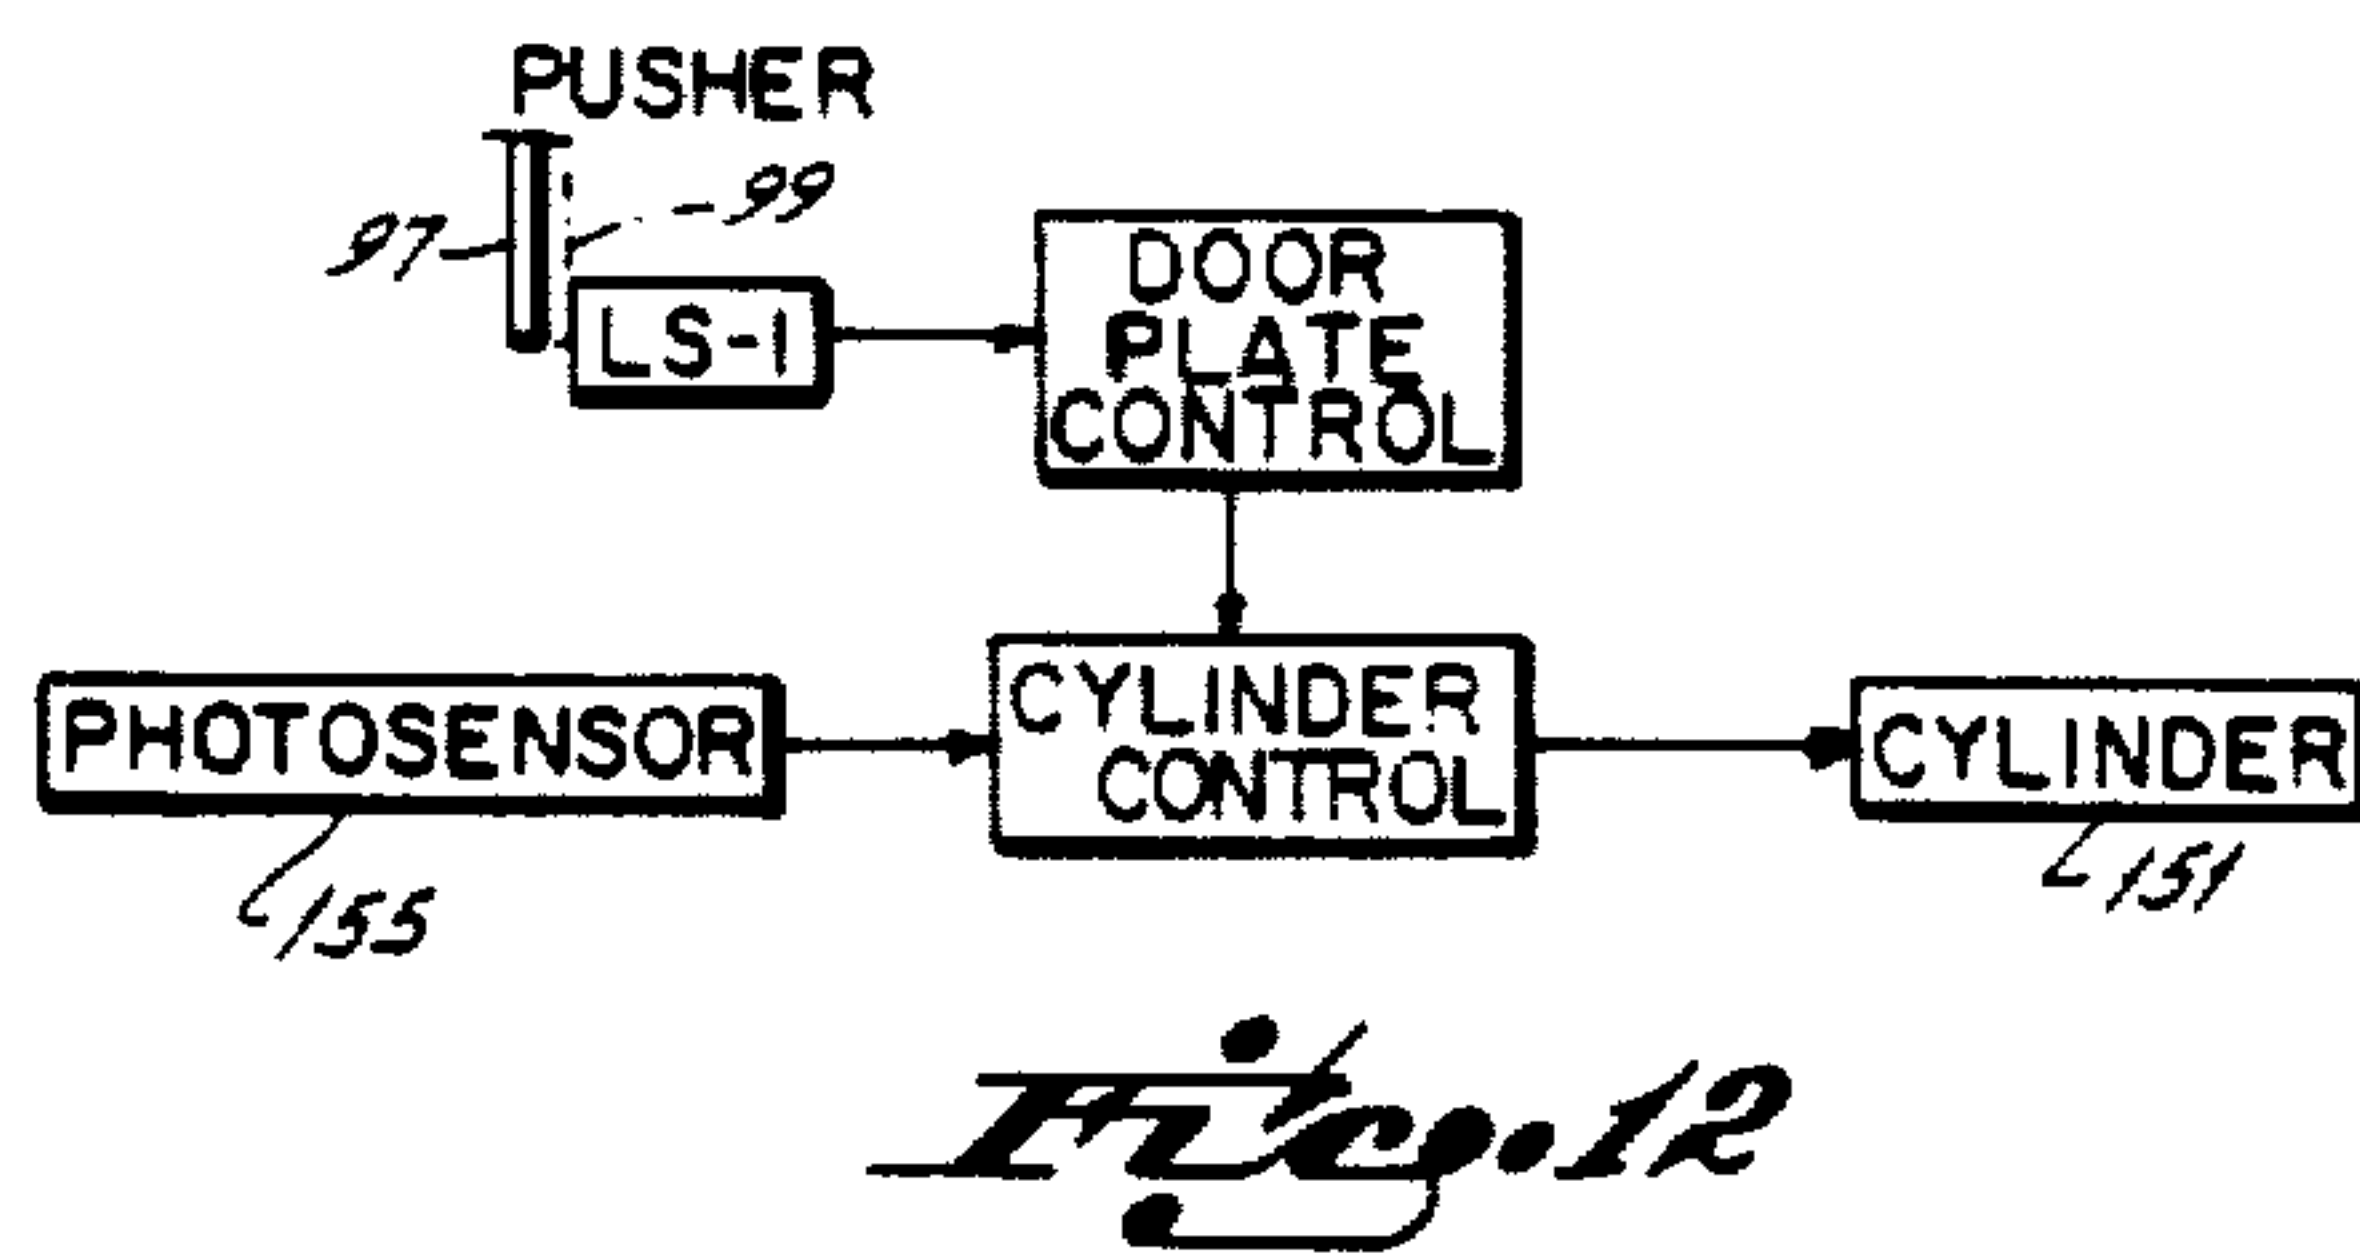 PUSHER
97
99
LS-1
DOOR
PLATE
CONTROL
PHOTOSENSOR
CYLINDER
CONTROL
CYLINDER
155
151
Fig. 12